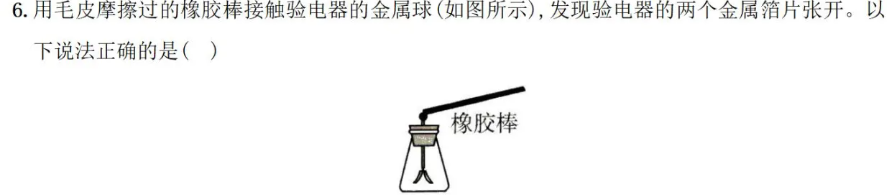 6. 用毛皮摩擦过的橡胶棒接触验电器的金属球(如图所示),发现验电器的两个金属箔片张开。以
下说法正确的是(  )
橡胶棒